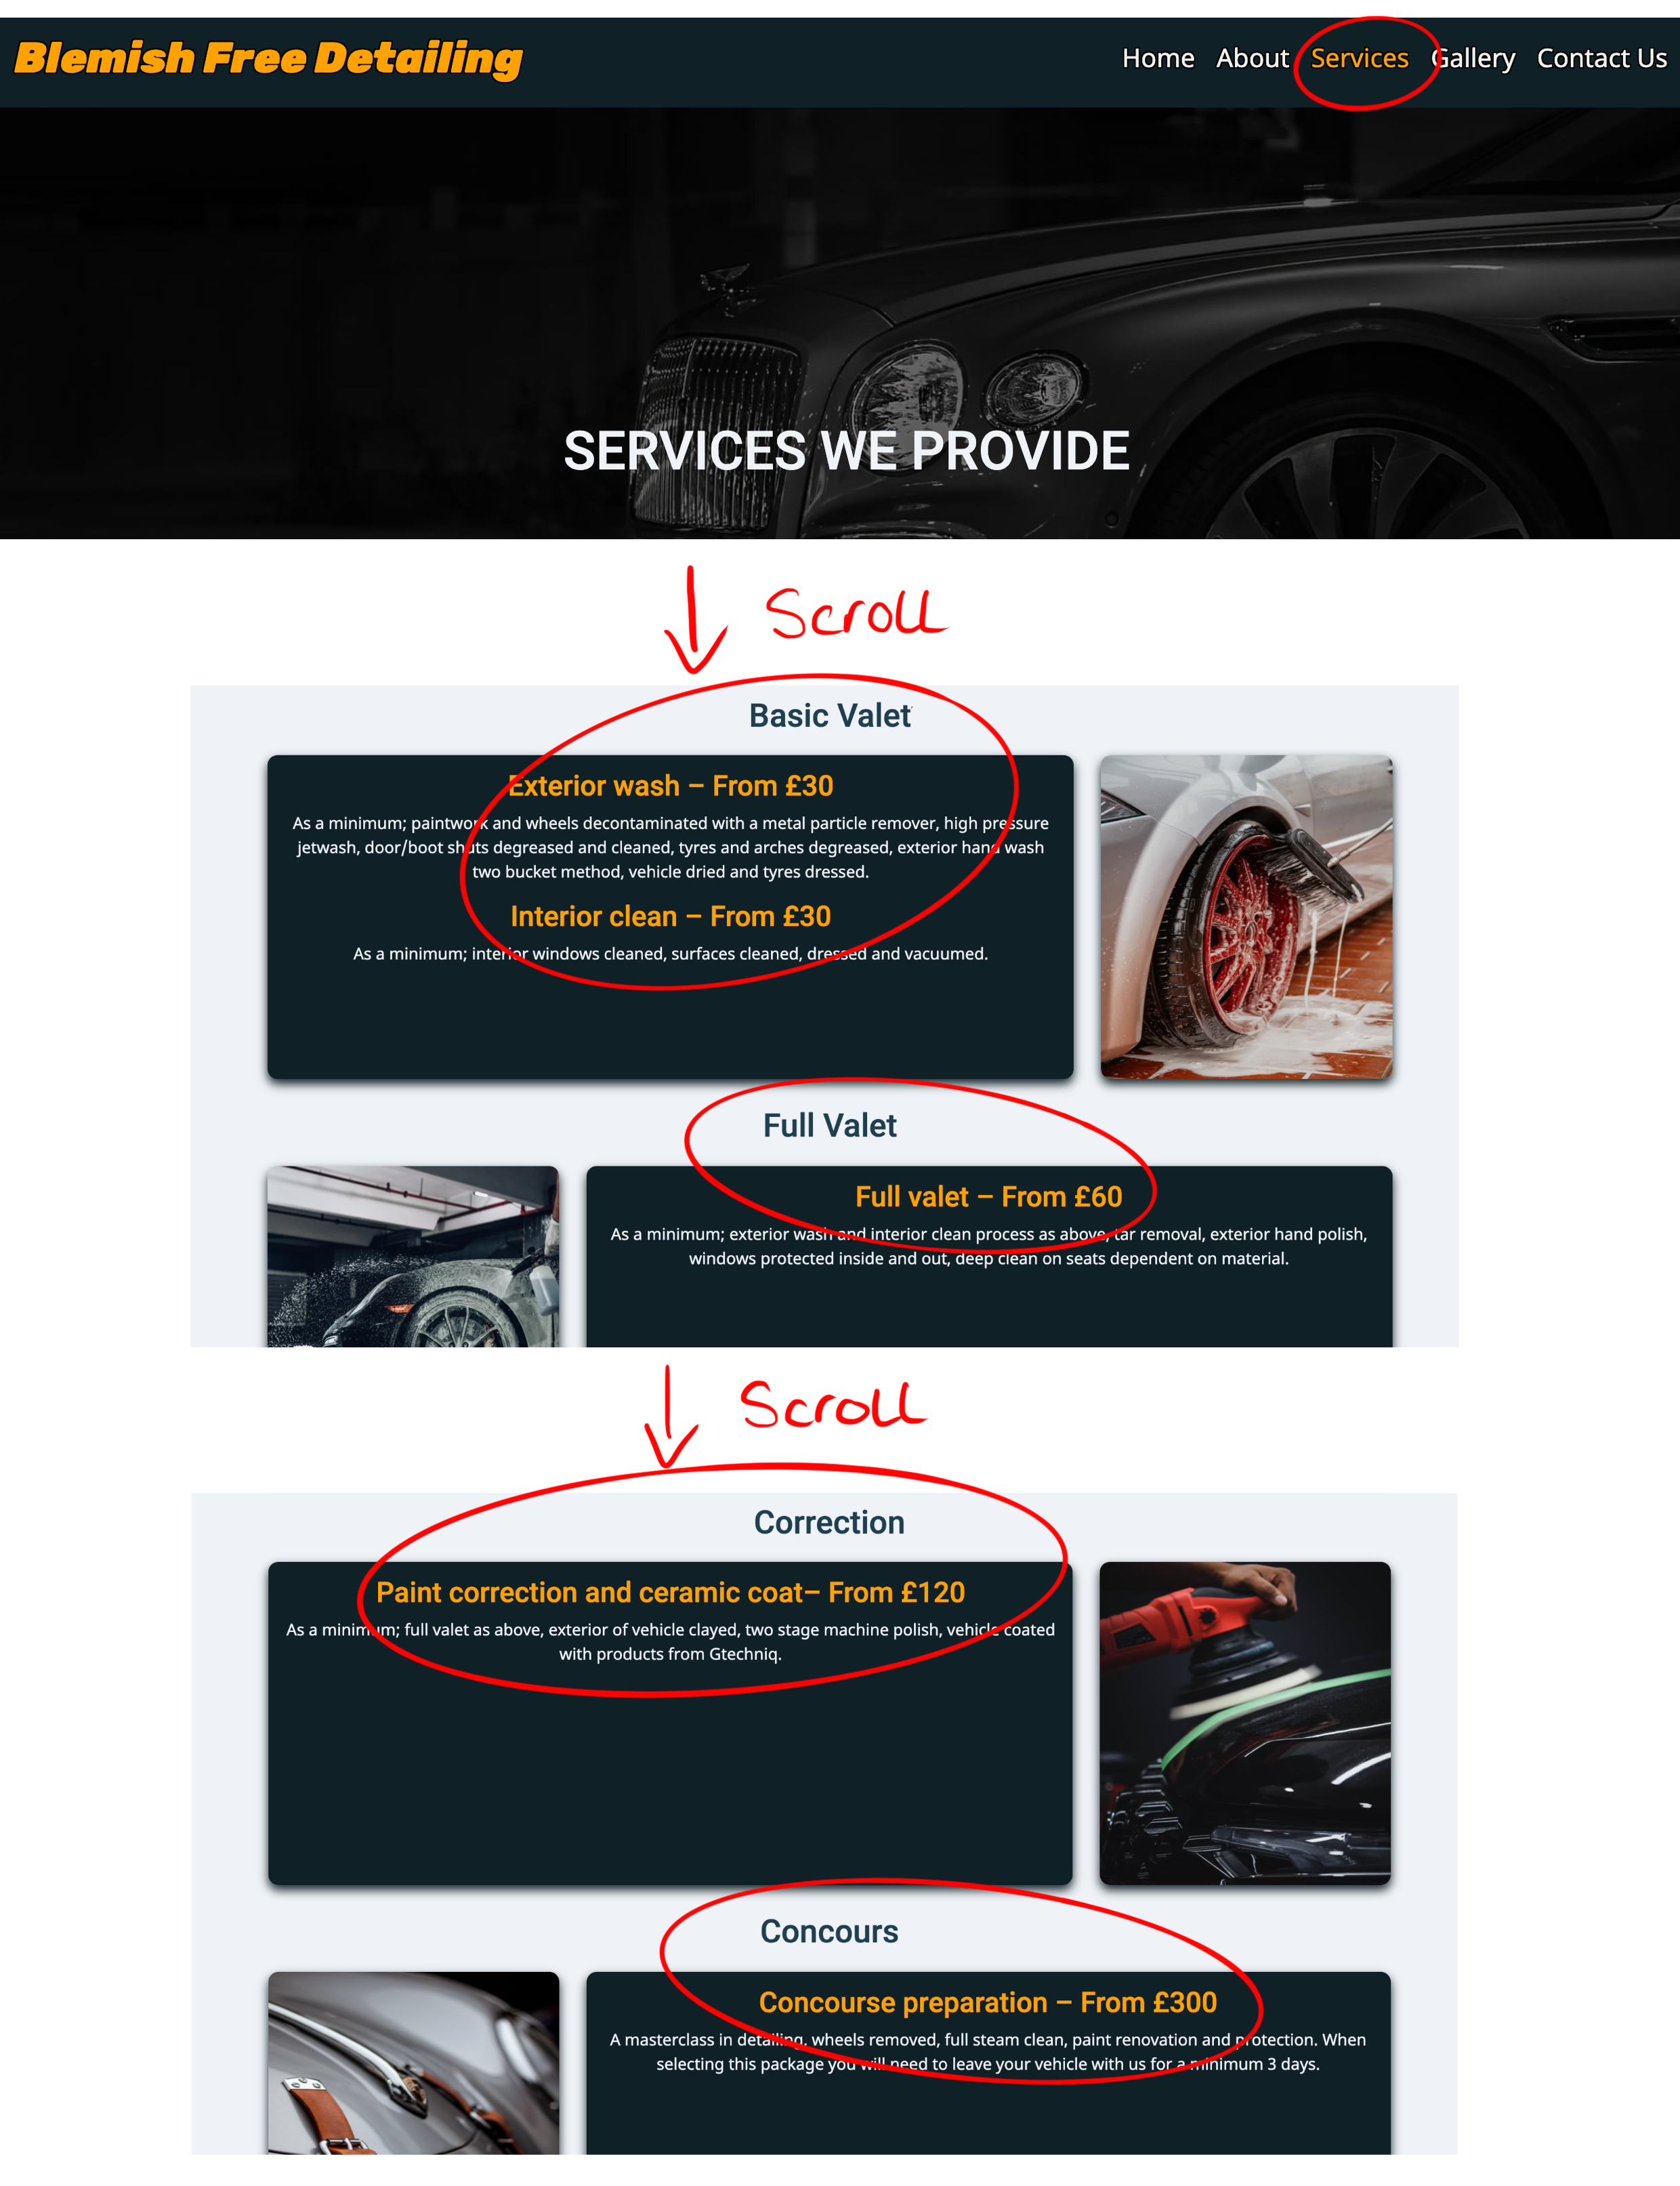 Blemish Free Detailing
Home About Services Gallery Contact Us
SERVICES WE PROVIDE
Scroll
Basic Valet
Exterior wash – From £30
As a minimum; paintwork and wheels decontaminated with a metal particle remover, high pressure
jetwash, door/boot shuts degreased and cleaned, tyres and arches degreased, exterior hand wash
two bucket method, vehicle dried and tyres dressed.
Interior clean – From £30
As a minimum; interior windows cleaned, surfaces cleaned, dressed and vacuumed.
Full Valet
Full valet – From £60
As a minimum; exterior wash and interior clean process as above, tar removal, exterior hand polish,
windows protected inside and out, deep clean on seats dependent on material.
Scroll
Correction
Paint correction and ceramic coat– From £120
As a minimum; full valet as above, exterior of vehicle clayed, two stage machine polish, vehicle coated
with products from Gtechniq.
Concours
Concourse preparation – From £300
A masterclass in detailing, wheels removed, full steam clean, paint renovation and protection. When
selecting this package you will need to leave your vehicle with us for a minimum 3 days.